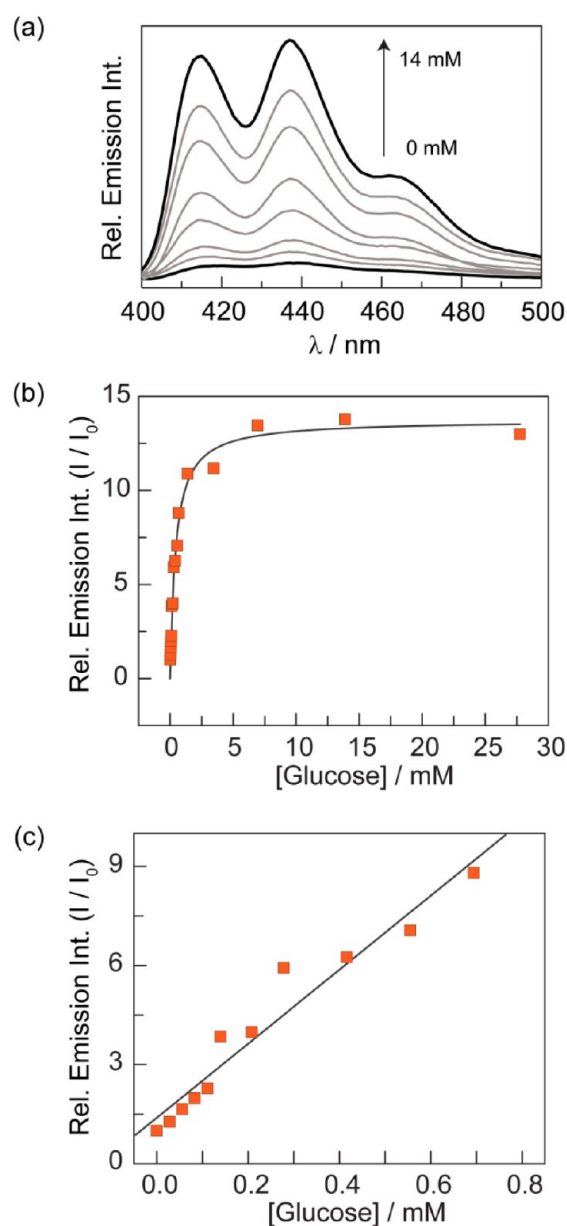 (a)
Rel. Emission Int.
14 mM
0 mM
400 420 440 460 480 500
λ / nm
(b)
Rel. Emission Int. (I / I₀)
15
10
5
0
0 5 10 15 20 25 30
[Glucose] / mM
(c)
Rel. Emission Int. (I / I₀)
9
6
3
0
0.0 0.2 0.4 0.6 0.8
[Glucose] / mM